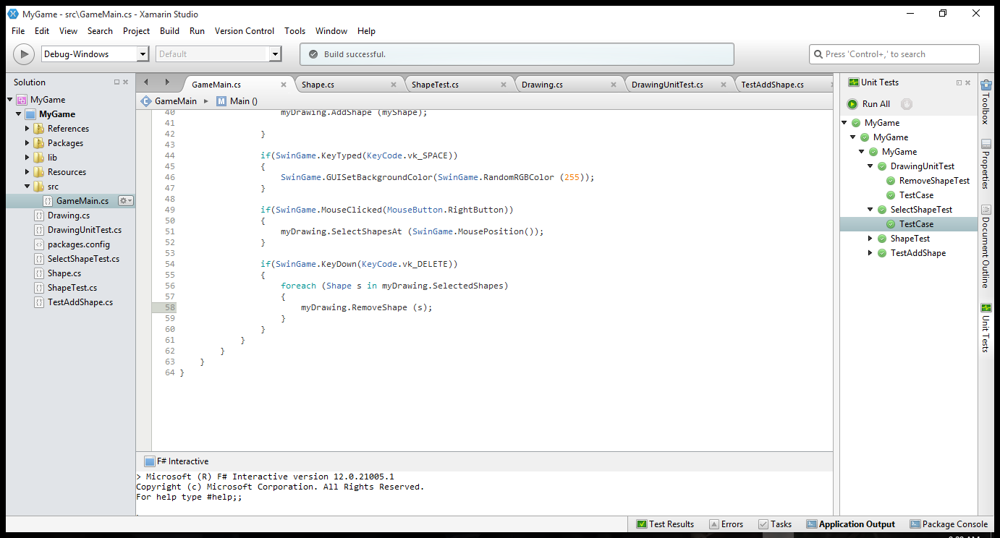 MyGame - src\GameMain.cs - Xamarin Studio
File Edit View Search Project Build Run Version Control Tools Window Help
Debug-Windows
Default
Build successful.
Press 'Control+,' to search
Solution
MyGame
MyGame
References
Packages
lib
Resources
src
GameMain.cs
Drawing.cs
DrawingUnitTest.cs
packages.config
SelectShapeTest.cs
Shape.cs
ShapeTest.cs
TestAddShape.cs
GameMain.cs Shape.cs ShapeTest.cs Drawing.cs DrawingUnitTest.cs TestAddShape.cs
GameMain Main ()
40 myDrawing.AddShape (myShape);
41
42 }
43
44 if(SwinGame.KeyTyped(KeyCode.vk_SPACE))
45 {
46 SwinGame.GUISetBackgroundColor(SwinGame.RandomRGBColor (255));
47 }
48
49 if(SwinGame.MouseClicked(MouseButton.RightButton))
50 {
51 myDrawing.SelectShapesAt (SwinGame.MousePosition());
52 }
53
54 if(SwinGame.KeyDown(KeyCode.vk_DELETE))
55 {
56 foreach (Shape s in myDrawing.SelectedShapes)
57 {
58 myDrawing.RemoveShape (s);
59 }
60 }
61 }
62 }
63 }
64 }
F# Interactive
> Microsoft (R) F# Interactive version 12.0.21005.1
Copyright (c) Microsoft Corporation. All Rights Reserved.
For help type #help;;
Unit Tests
Run All
MyGame
MyGame
MyGame
DrawingUnitTest
RemoveShapeTest
TestCase
SelectShapeTest
TestCase
ShapeTest
TestAddShape
Toolbox
Properties
Document Outline
Unit Tests
Test Results Errors Tasks Application Output Package Console